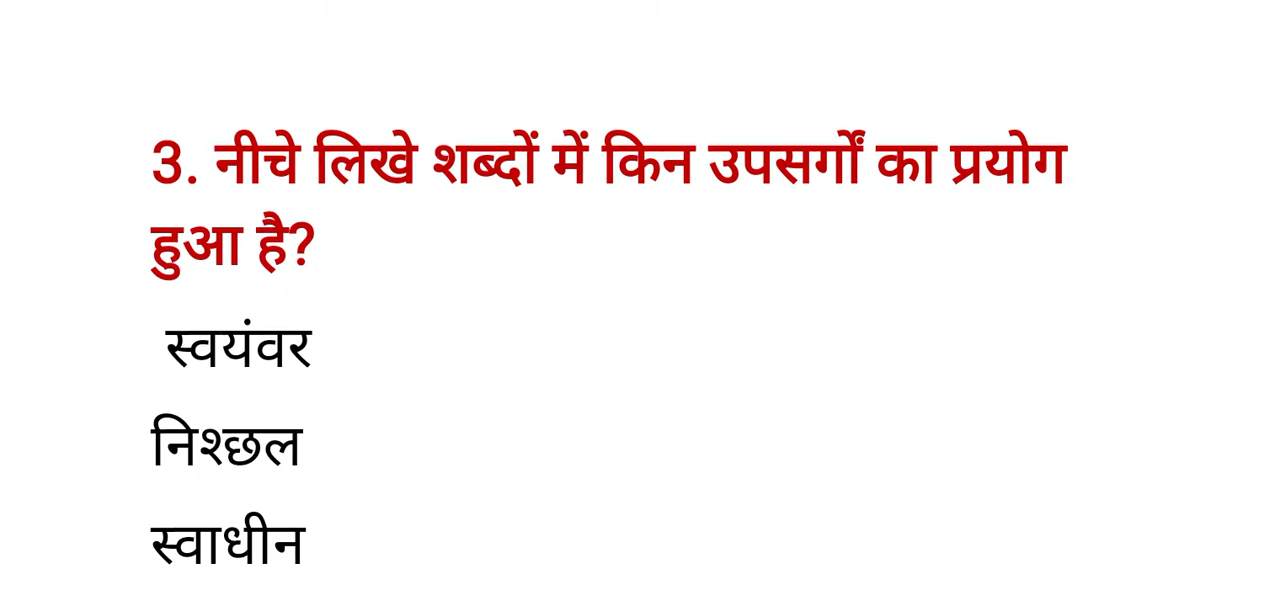 3. नीचे लिखे शब्दों में किन उपसर्गों का प्रयोग
हुआ है?
स्वयंवर
निश्छल
स्वाधीन